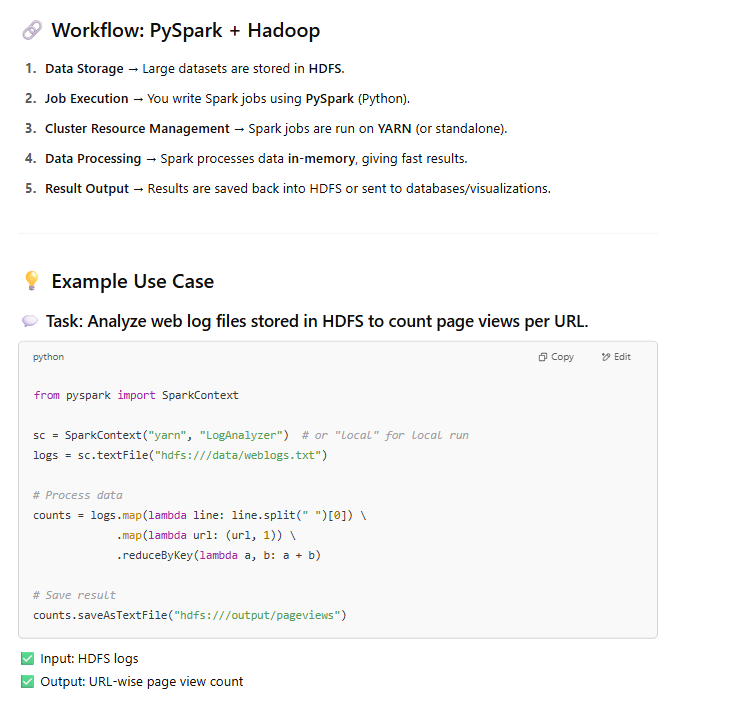 🔗 Workflow: PySpark + Hadoop
1. Data Storage → Large datasets are stored in HDFS.
2. Job Execution → You write Spark jobs using PySpark (Python).
3. Cluster Resource Management → Spark jobs are run on YARN (or standalone).
4. Data Processing → Spark processes data in-memory, giving fast results.
5. Result Output → Results are saved back into HDFS or sent to databases/visualizations.
💡 Example Use Case
💬 Task: Analyze web log files stored in HDFS to count page views per URL.
python Copy Edit
from pyspark import SparkContext
sc = SparkContext("yarn", "LogAnalyzer")  # or "local" for local run
logs = sc.textFile("hdfs:///data/weblogs.txt")
# Process data
counts = logs.map(lambda line: line.split(" ")[0]) \
             .map(lambda url: (url, 1)) \
             .reduceByKey(lambda a, b: a + b)
# Save result
counts.saveAsTextFile("hdfs:///output/pageviews")
✅ Input: HDFS logs
✅ Output: URL-wise page view count